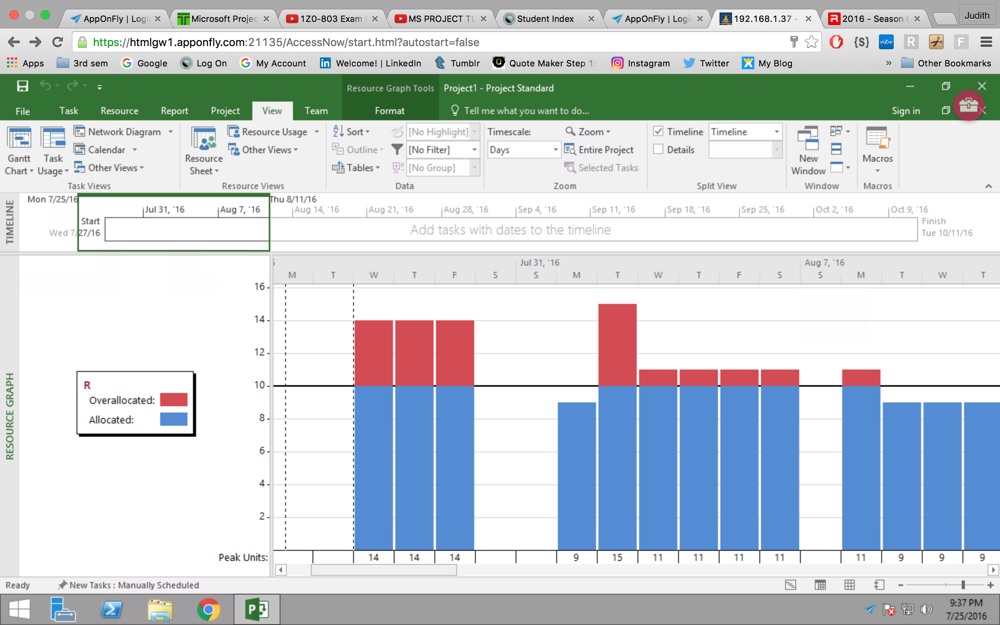 AppOnFly | Logi
Microsoft Projec
1Z0-803 Exam
MS PROJECT TU
Student Index
AppOnFly | Login
192.168.1.37 -
2016 - Season
Judith
https://htmlgw1.apponfly.com:21135/AccessNow/start.html?autostart=false
{S} piZap R F
Apps 3rd sem Google Log On My Account Welcome! | LinkedIn Tumblr Quote Maker Step 1: Instagram Twitter My Blog » Other Bookmarks
Resource Graph Tools Project1 - Project Standard
File Task Resource Report Project View Team Format Tell me what you want to do... Sign in
Gantt Chart
Task Usage
Network Diagram
Calendar
Other Views
Task Views
Resource Sheet
Resource Usage
Other Views
Resource Views
Sort
Outline
Tables
[No Highlight]
[No Filter]
[No Group]
Data
Timescale:
Days
Zoom
Entire Project
Selected Tasks
Zoom
Timeline Timeline
Details
Split View
New Window
Window
Macros
Macros
TIMELINE
Mon 7/25/16 Thu 8/11/16
Jul 31, '16 Aug 7, '16 Aug 14, '16 Aug 21, '16 Aug 28, '16 Sep 4, '16 Sep 11, '16 Sep 18, '16 Sep 25, '16 Oct 2, '16 Oct 9, '16
Start
Wed 7/27/16
Add tasks with dates to the timeline
Finish
Tue 10/11/16
RESOURCE GRAPH
Jul 31, '16 Aug 7, '16
M T W T F S S M T W T F S S M T W T
16
14
12
10
8
6
4
2
R
Overallocated:
Allocated:
Peak Units: 14 14 14 9 15 11 11 11 11 11 9 9 9
Ready New Tasks : Manually Scheduled
9:37 PM
7/25/2016